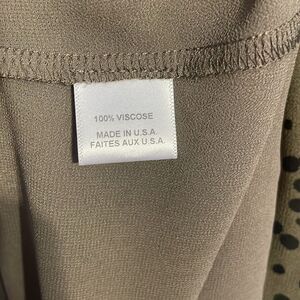 100% VISCOSE
MADE IN U.S.A.
FAITES AUX U.S.A.